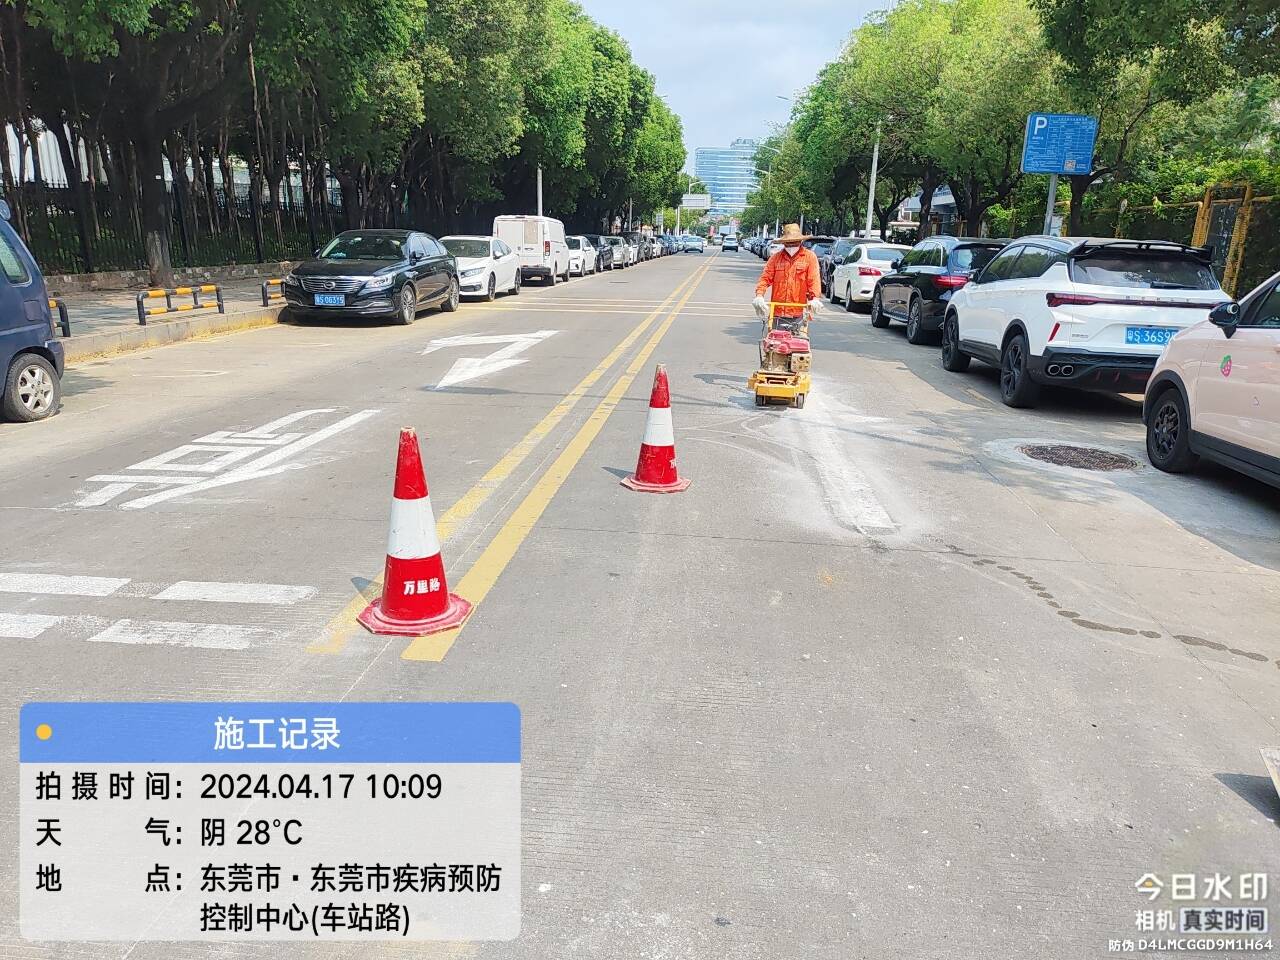 P
粤S·063Y5
万里路
施工记录
拍摄时间：2024.04.17 10:09
天气：阴 28°C
地点：东莞市·东莞市疾病预防
控制中心(车站路)
今日水印
相机 真实时间
防伪 D4LMCGGD9M1H64